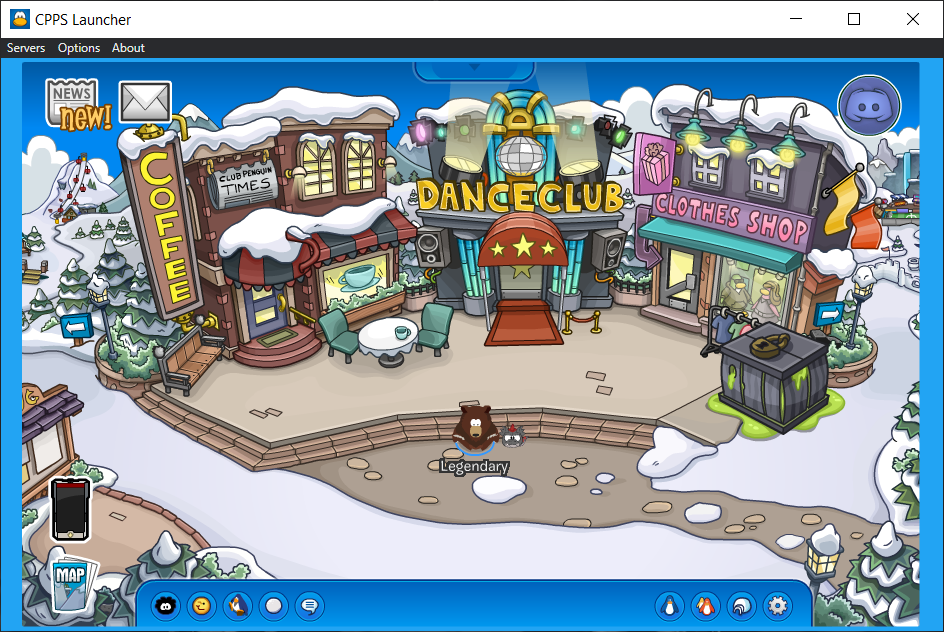 CPPS Launcher
Servers Options About
NEWS
new!
COFFEE
CLUB PENGUIN
TIMES
DANCECLUB
CLOTHES SHOP
Legendary
MAP